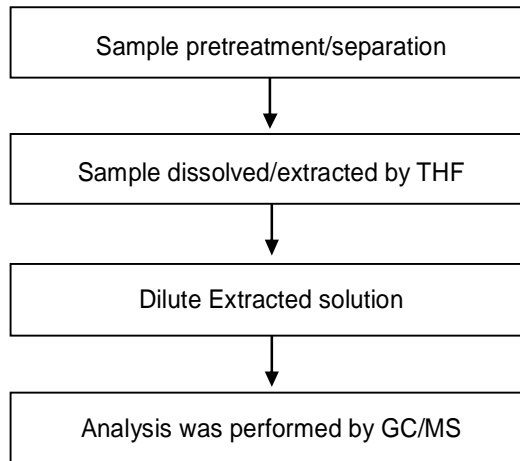 Sample pretreatment/separation
Sample dissolved/extracted by THF
Dilute Extracted solution
Analysis was performed by GC/MS